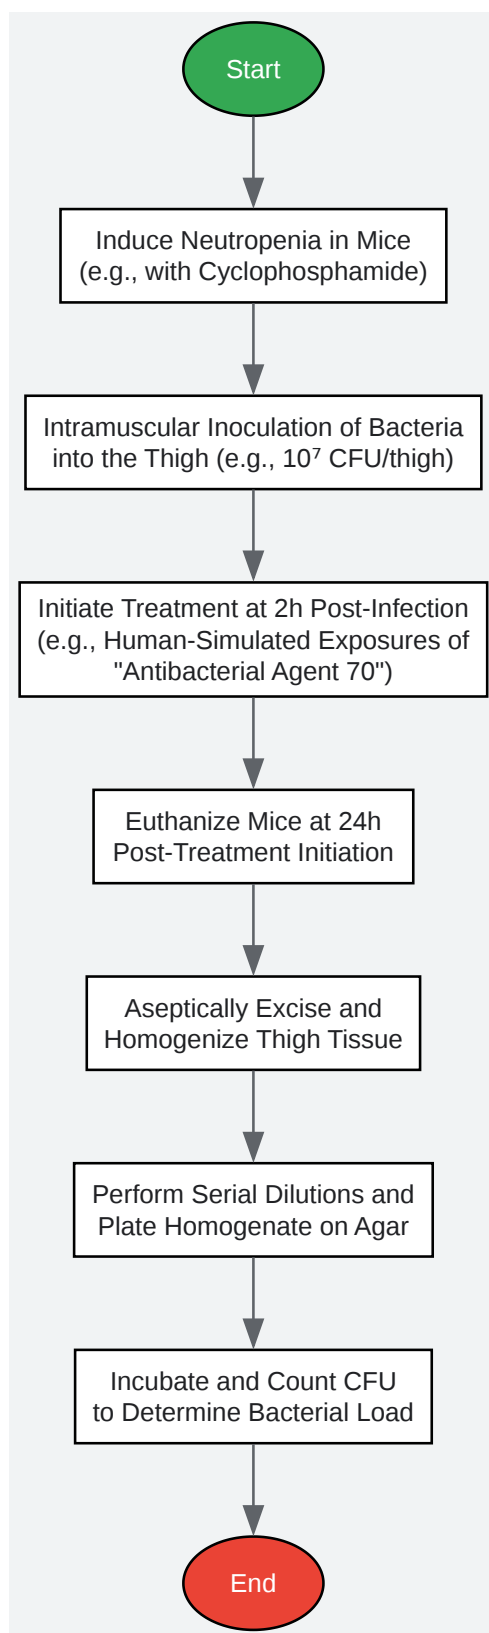 Start
Induce Neutropenia in Mice
(e.g., with Cyclophosphamide)
Intramuscular Inoculation of Bacteria
into the Thigh (e.g., 10⁷ CFU/thigh)
Initiate Treatment at 2h Post-Infection
(e.g., Human-Simulated Exposures of
"Antibacterial Agent 70")
Euthanize Mice at 24h
Post-Treatment Initiation
Aseptically Excise and
Homogenize Thigh Tissue
Perform Serial Dilutions and
Plate Homogenate on Agar
Incubate and Count CFU
to Determine Bacterial Load
End